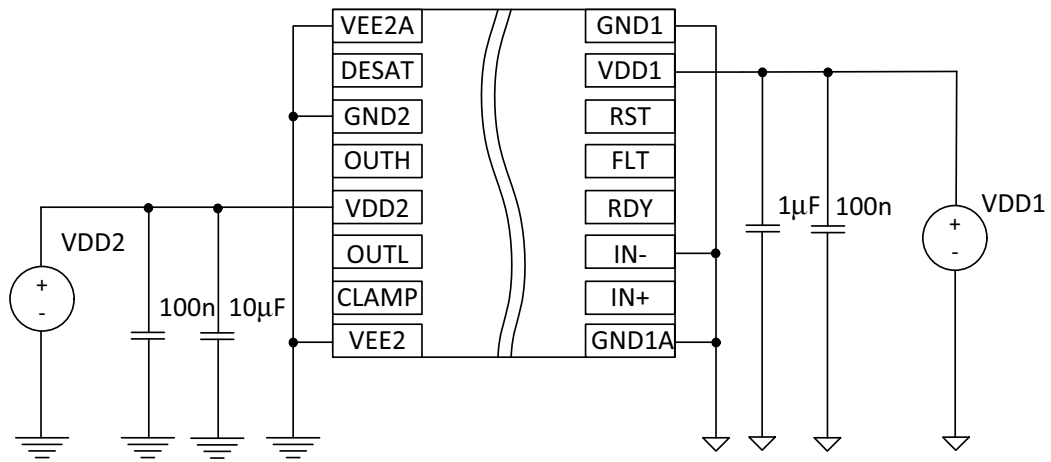 VEE2A
GND1
DESAT
VDD1
GND2
RST
OUTH
FLT
VDD2
RDY
1μF
100n
VDD1
+
-
VDD2
OUTL
IN-
+
-
CLAMP
IN+
100n
10μF
VEE2
GND1A